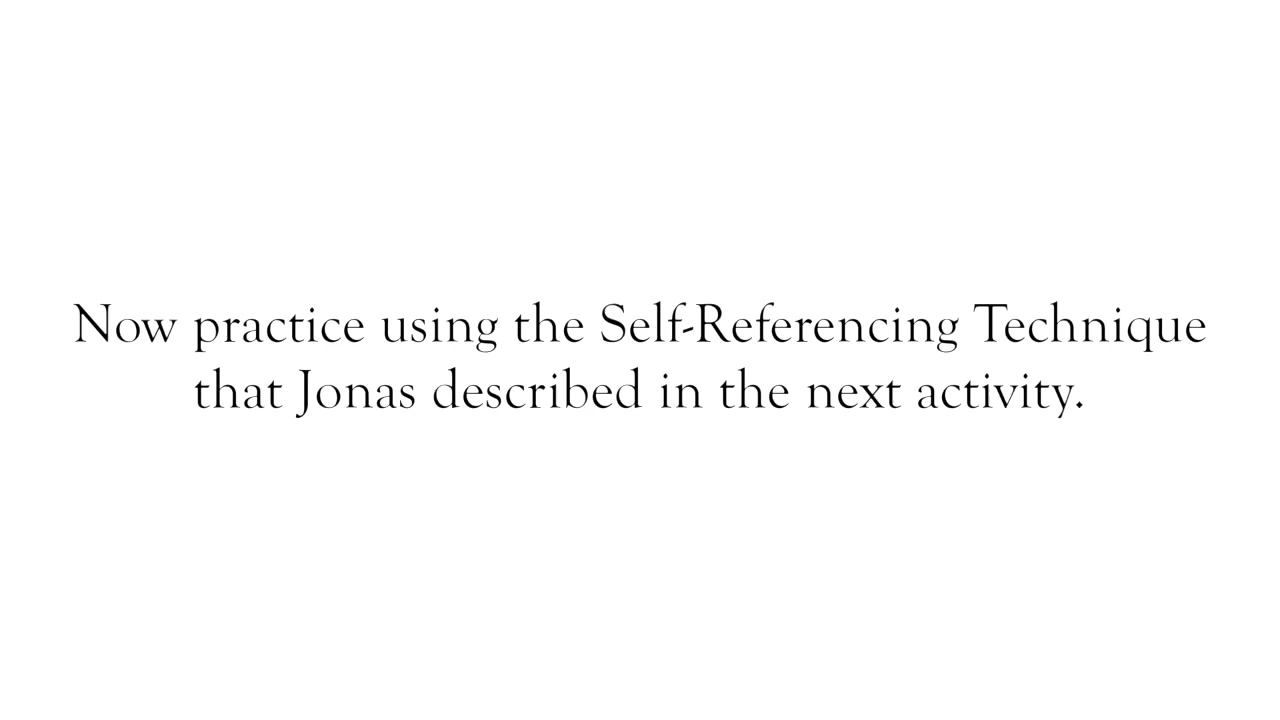 Now practice using the Self-Referencing Technique
that Jonas described in the next activity.